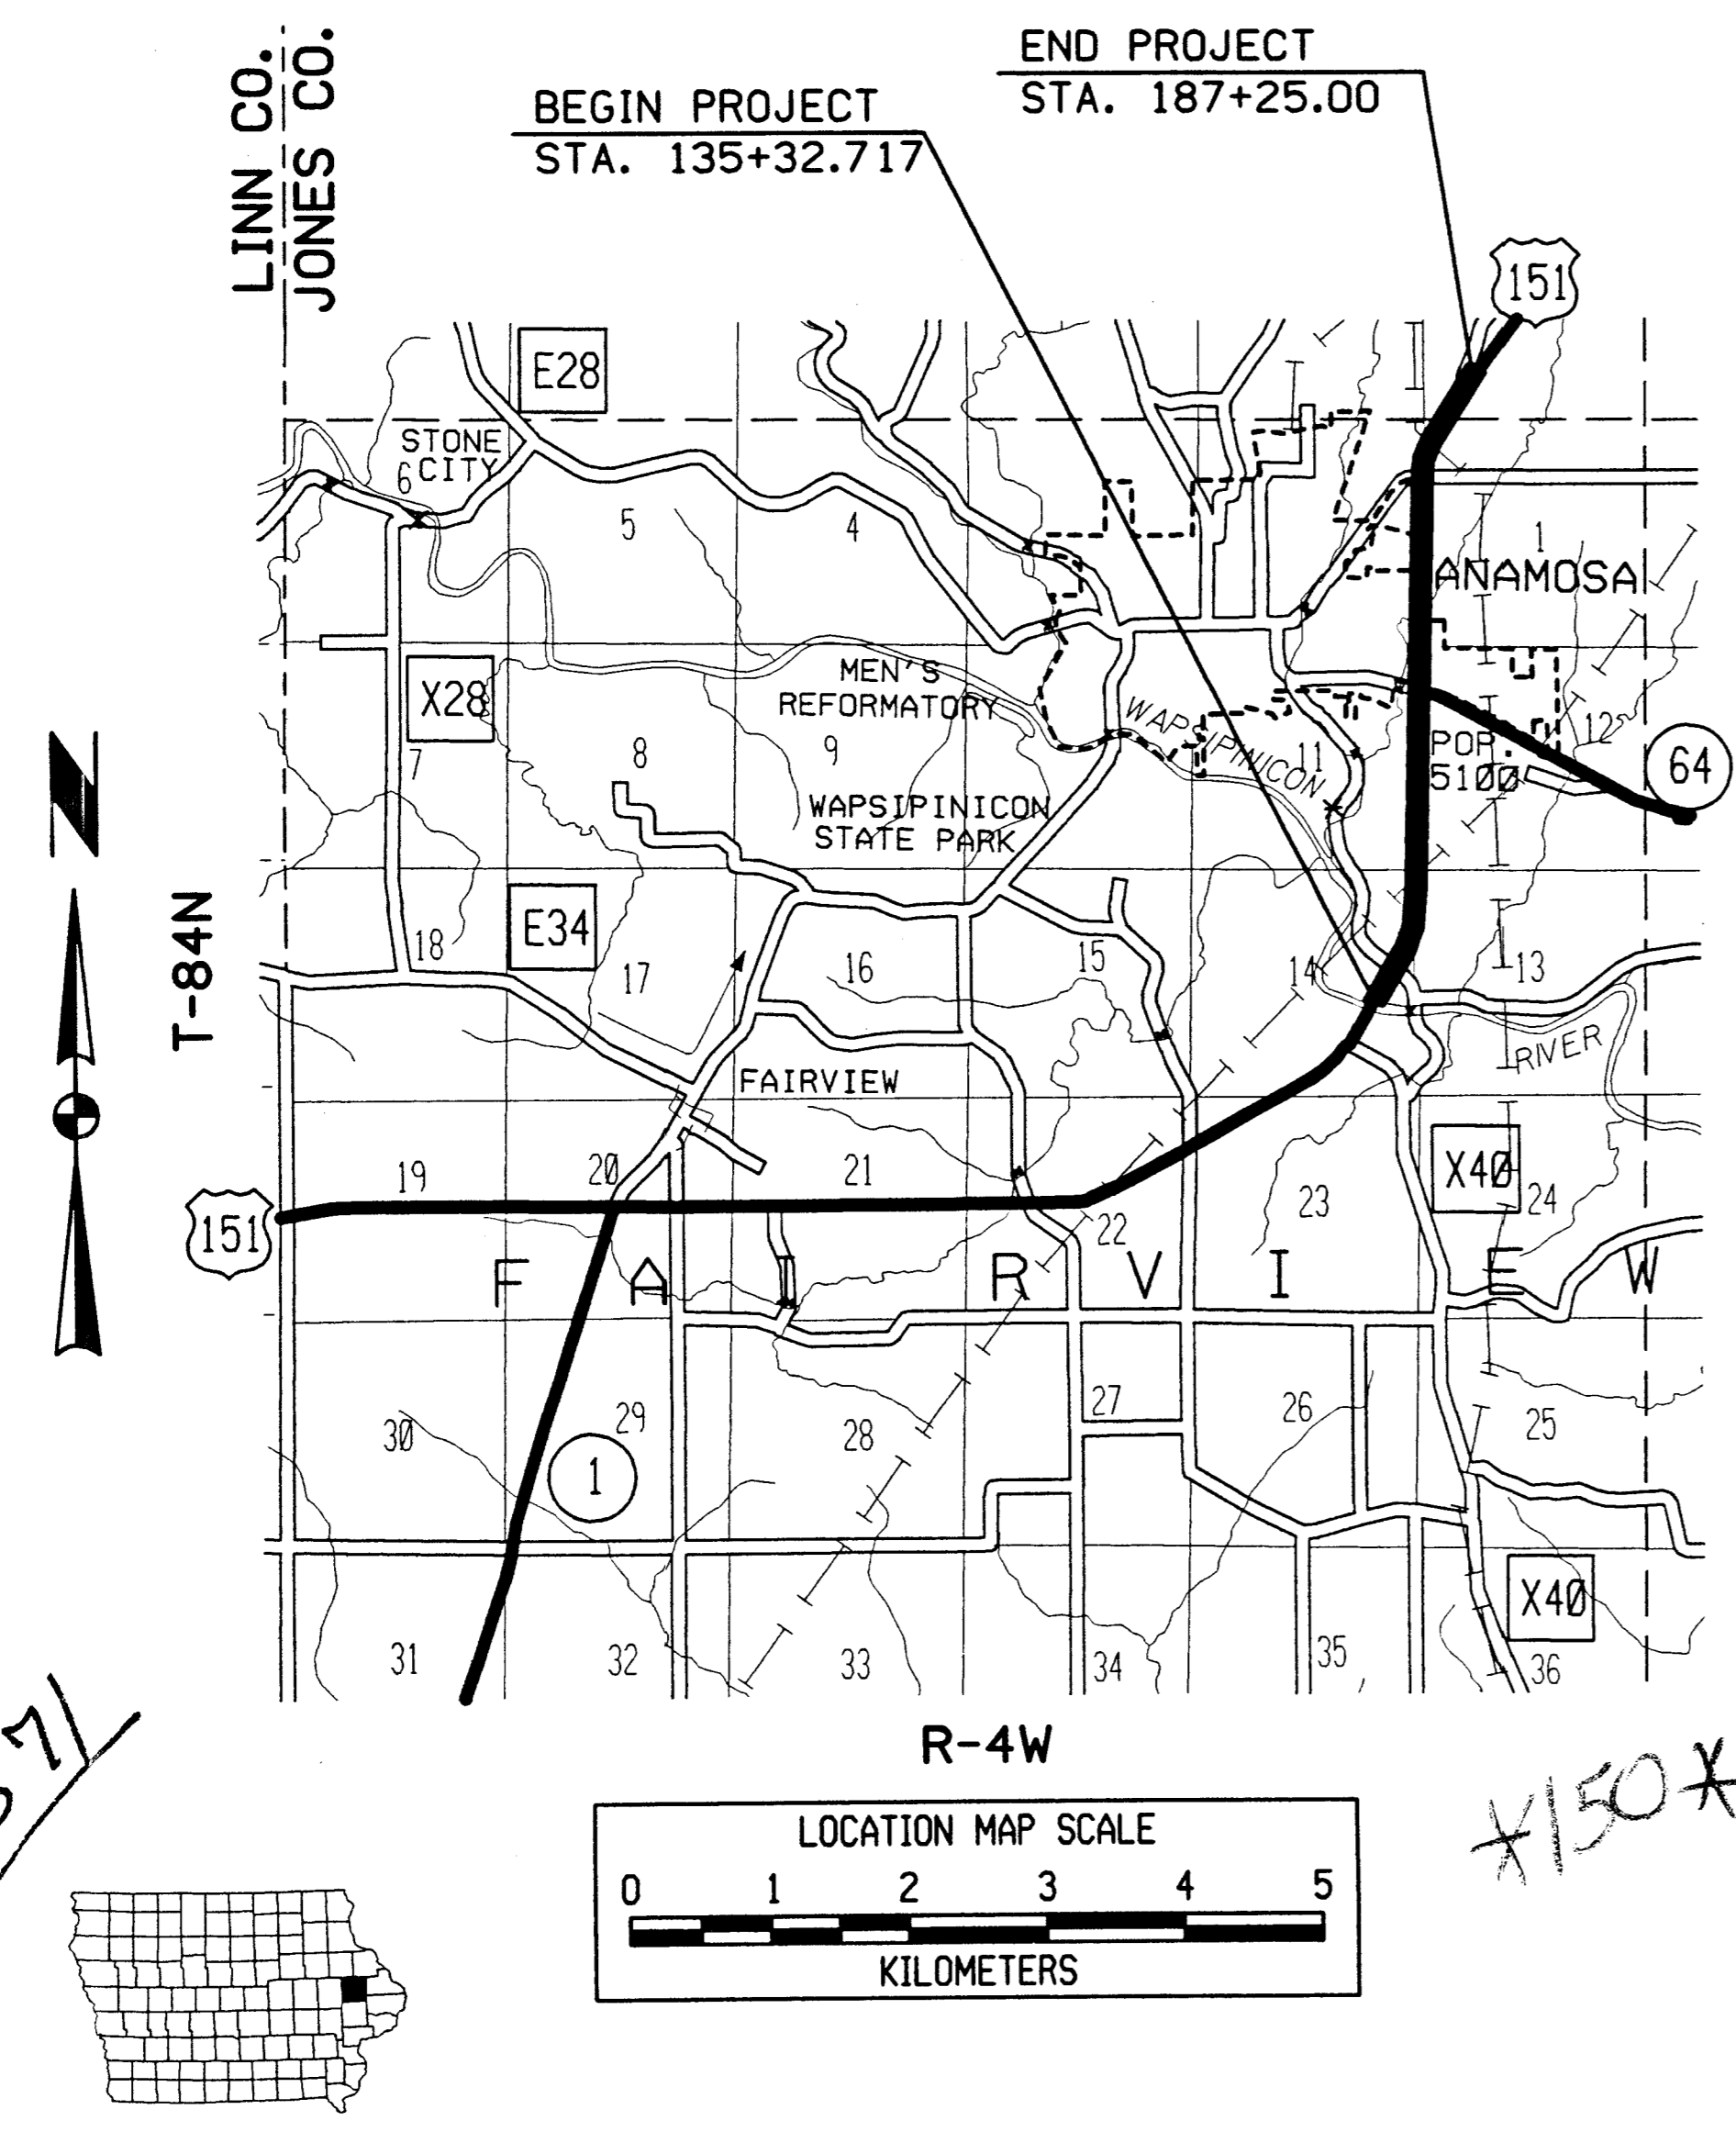 LINN CO.
JONES CO.
BEGIN PROJECT
STA. 135+32.717
END PROJECT
STA. 187+25.00
151
E28
STONE
CITY
6
5
4
1
ANAMOSA
X28
MEN'S
REFORMATORY
WAPSIPINICON
7
8
9
11
12
POP.
5100
64
WAPSIPINICON
STATE PARK
N
T-84N
E34
18
17
16
15
14
13
RIVER
FAIRVIEW
19
20
21
22
23
X40
24
151
F A R V I E W
30
29
28
27
26
25
1
31
32
33
34
35
X40
36
R-4W
*150*
LOCATION MAP SCALE
0 1 2 3 4 5
KILOMETERS